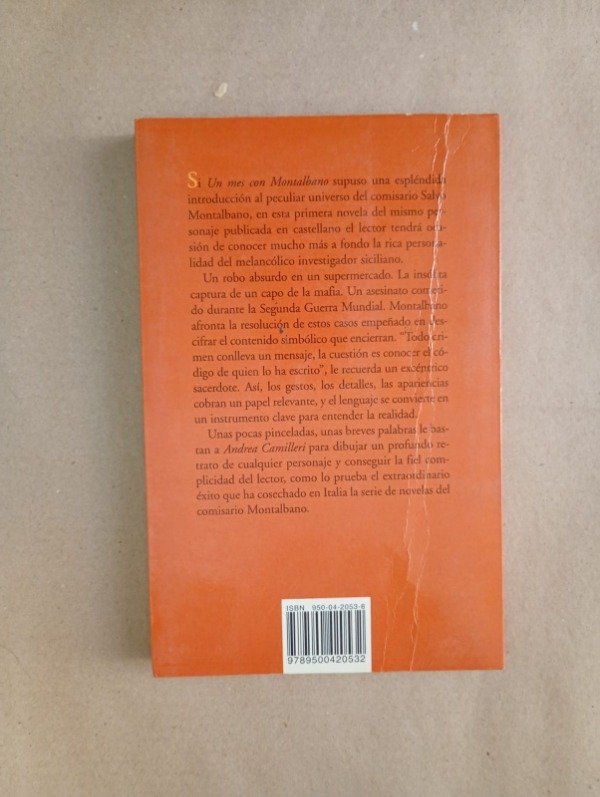 Si Un mes con Montalbano supuso una espléndida
introducción al peculiar universo del comisario Salvo
Montalbano, en esta primera novela del mismo per-
sonaje publicada en castellano el lector tendrá oca-
sión de conocer mucho más a fondo la rica persona-
lidad del melancólico investigador siciliano.
Un robo absurdo en un supermercado. La insólita
captura de un capo de la mafia. Un asesinato cometi-
do durante la Segunda Guerra Mundial. Montalbano
afronta la resolución de estos casos empeñado en des-
cifrar el contenido simbólico que encierran. “Todo cri-
men conlleva un mensaje, la cuestión es conocer el có-
digo de quien lo ha escrito”, le recuerda un excéntrico
sacerdote. Así, los gestos, los detalles, las apariencias
cobran un papel relevante, y el lenguaje se convierte en
un instrumento clave para entender la realidad.
Unas pocas pinceladas, unas breves palabras le bas-
tan a Andrea Camilleri para dibujar un profundo re-
trato de cualquier personaje y conseguir la fiel com-
plicidad del lector, como lo prueba el extraordinario
éxito que ha cosechado en Italia la serie de novelas del
comisario Montalbano.
ISBN 950-04-2053-8
9789500420532